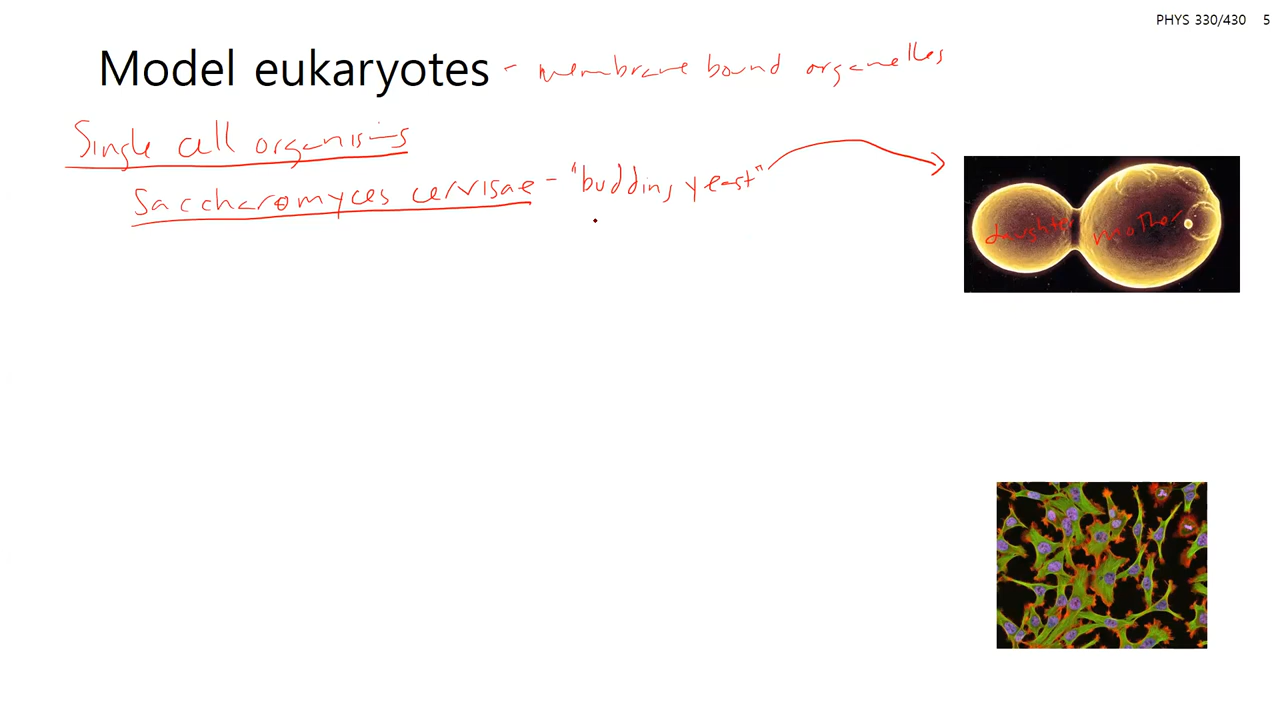 PHYS 330/430 5
Model eukaryotes - membrane bound organelles
Single cell organisms
Saccharomyces cervisae - "budding yeast"
daughter mother